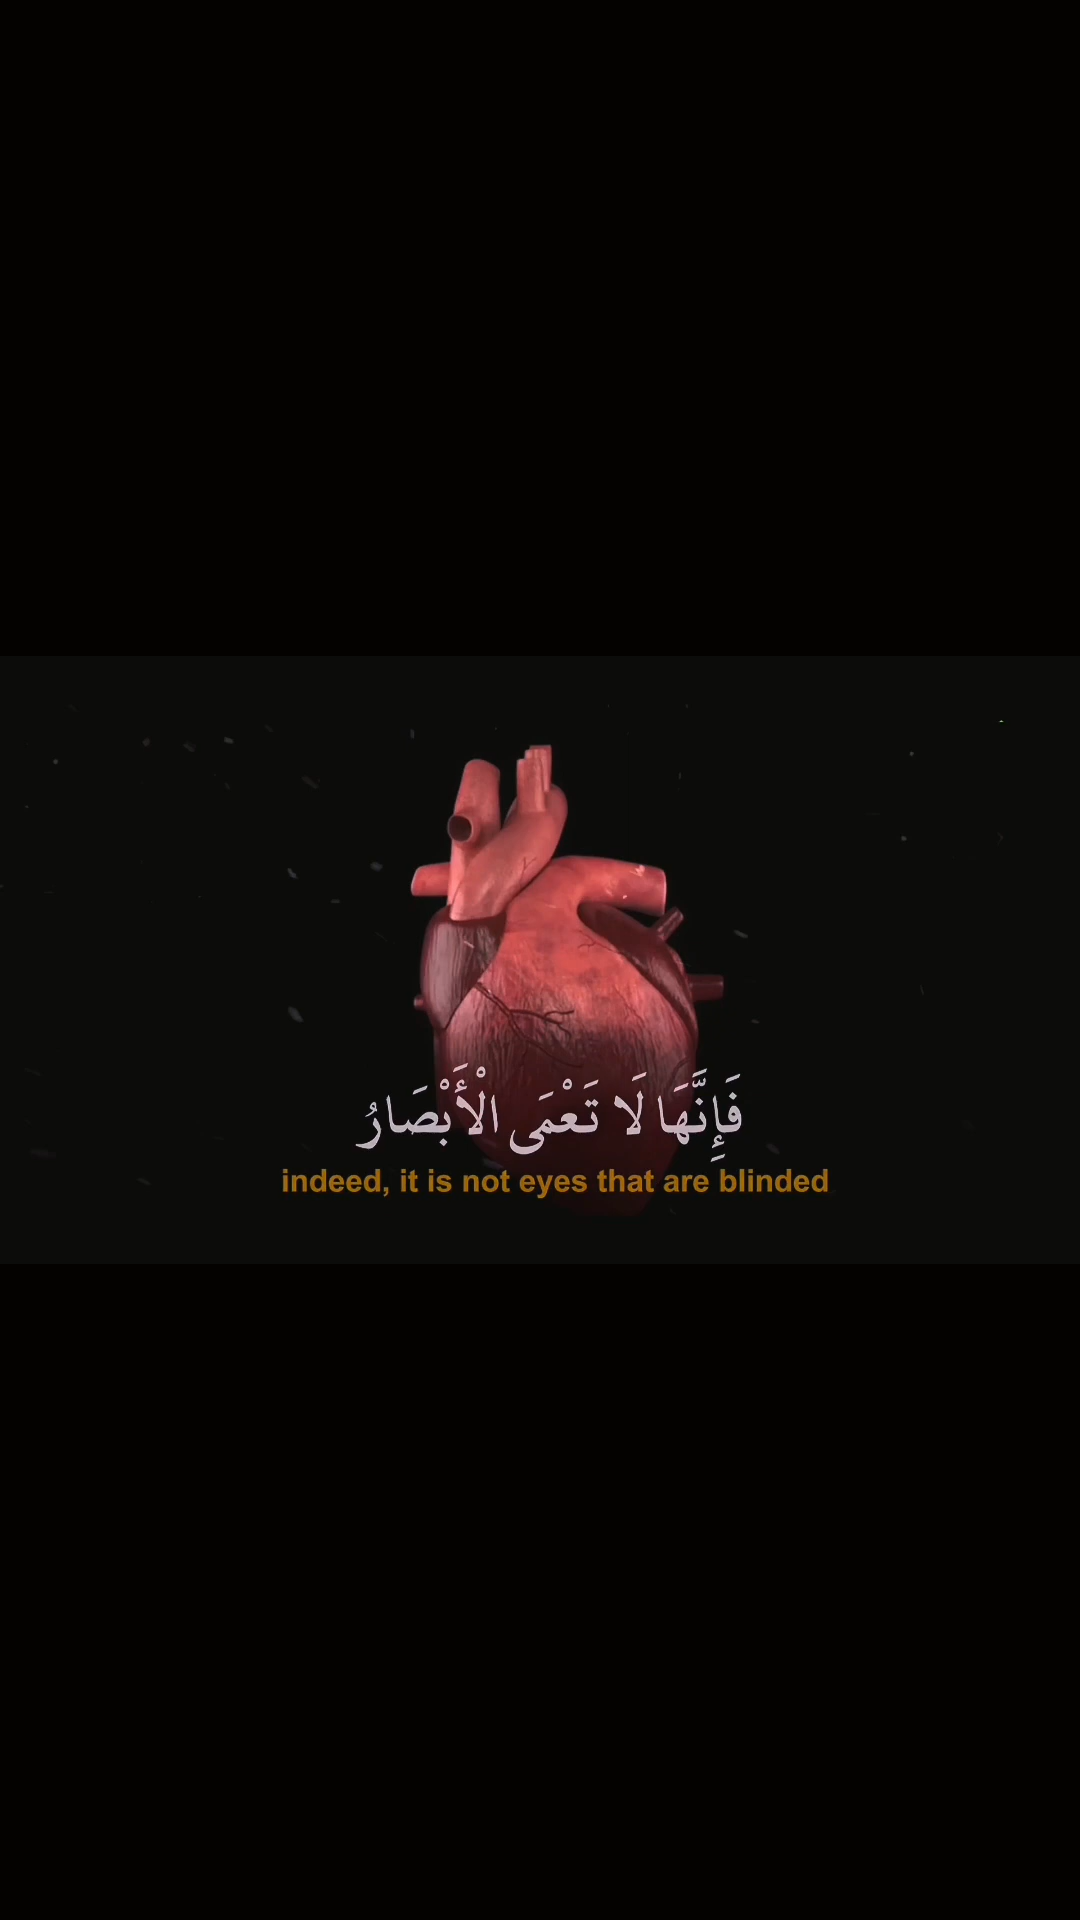 فَإِنَّهَا لَا تَعْمَى الْأَبْصَارُ
indeed, it is not eyes that are blinded